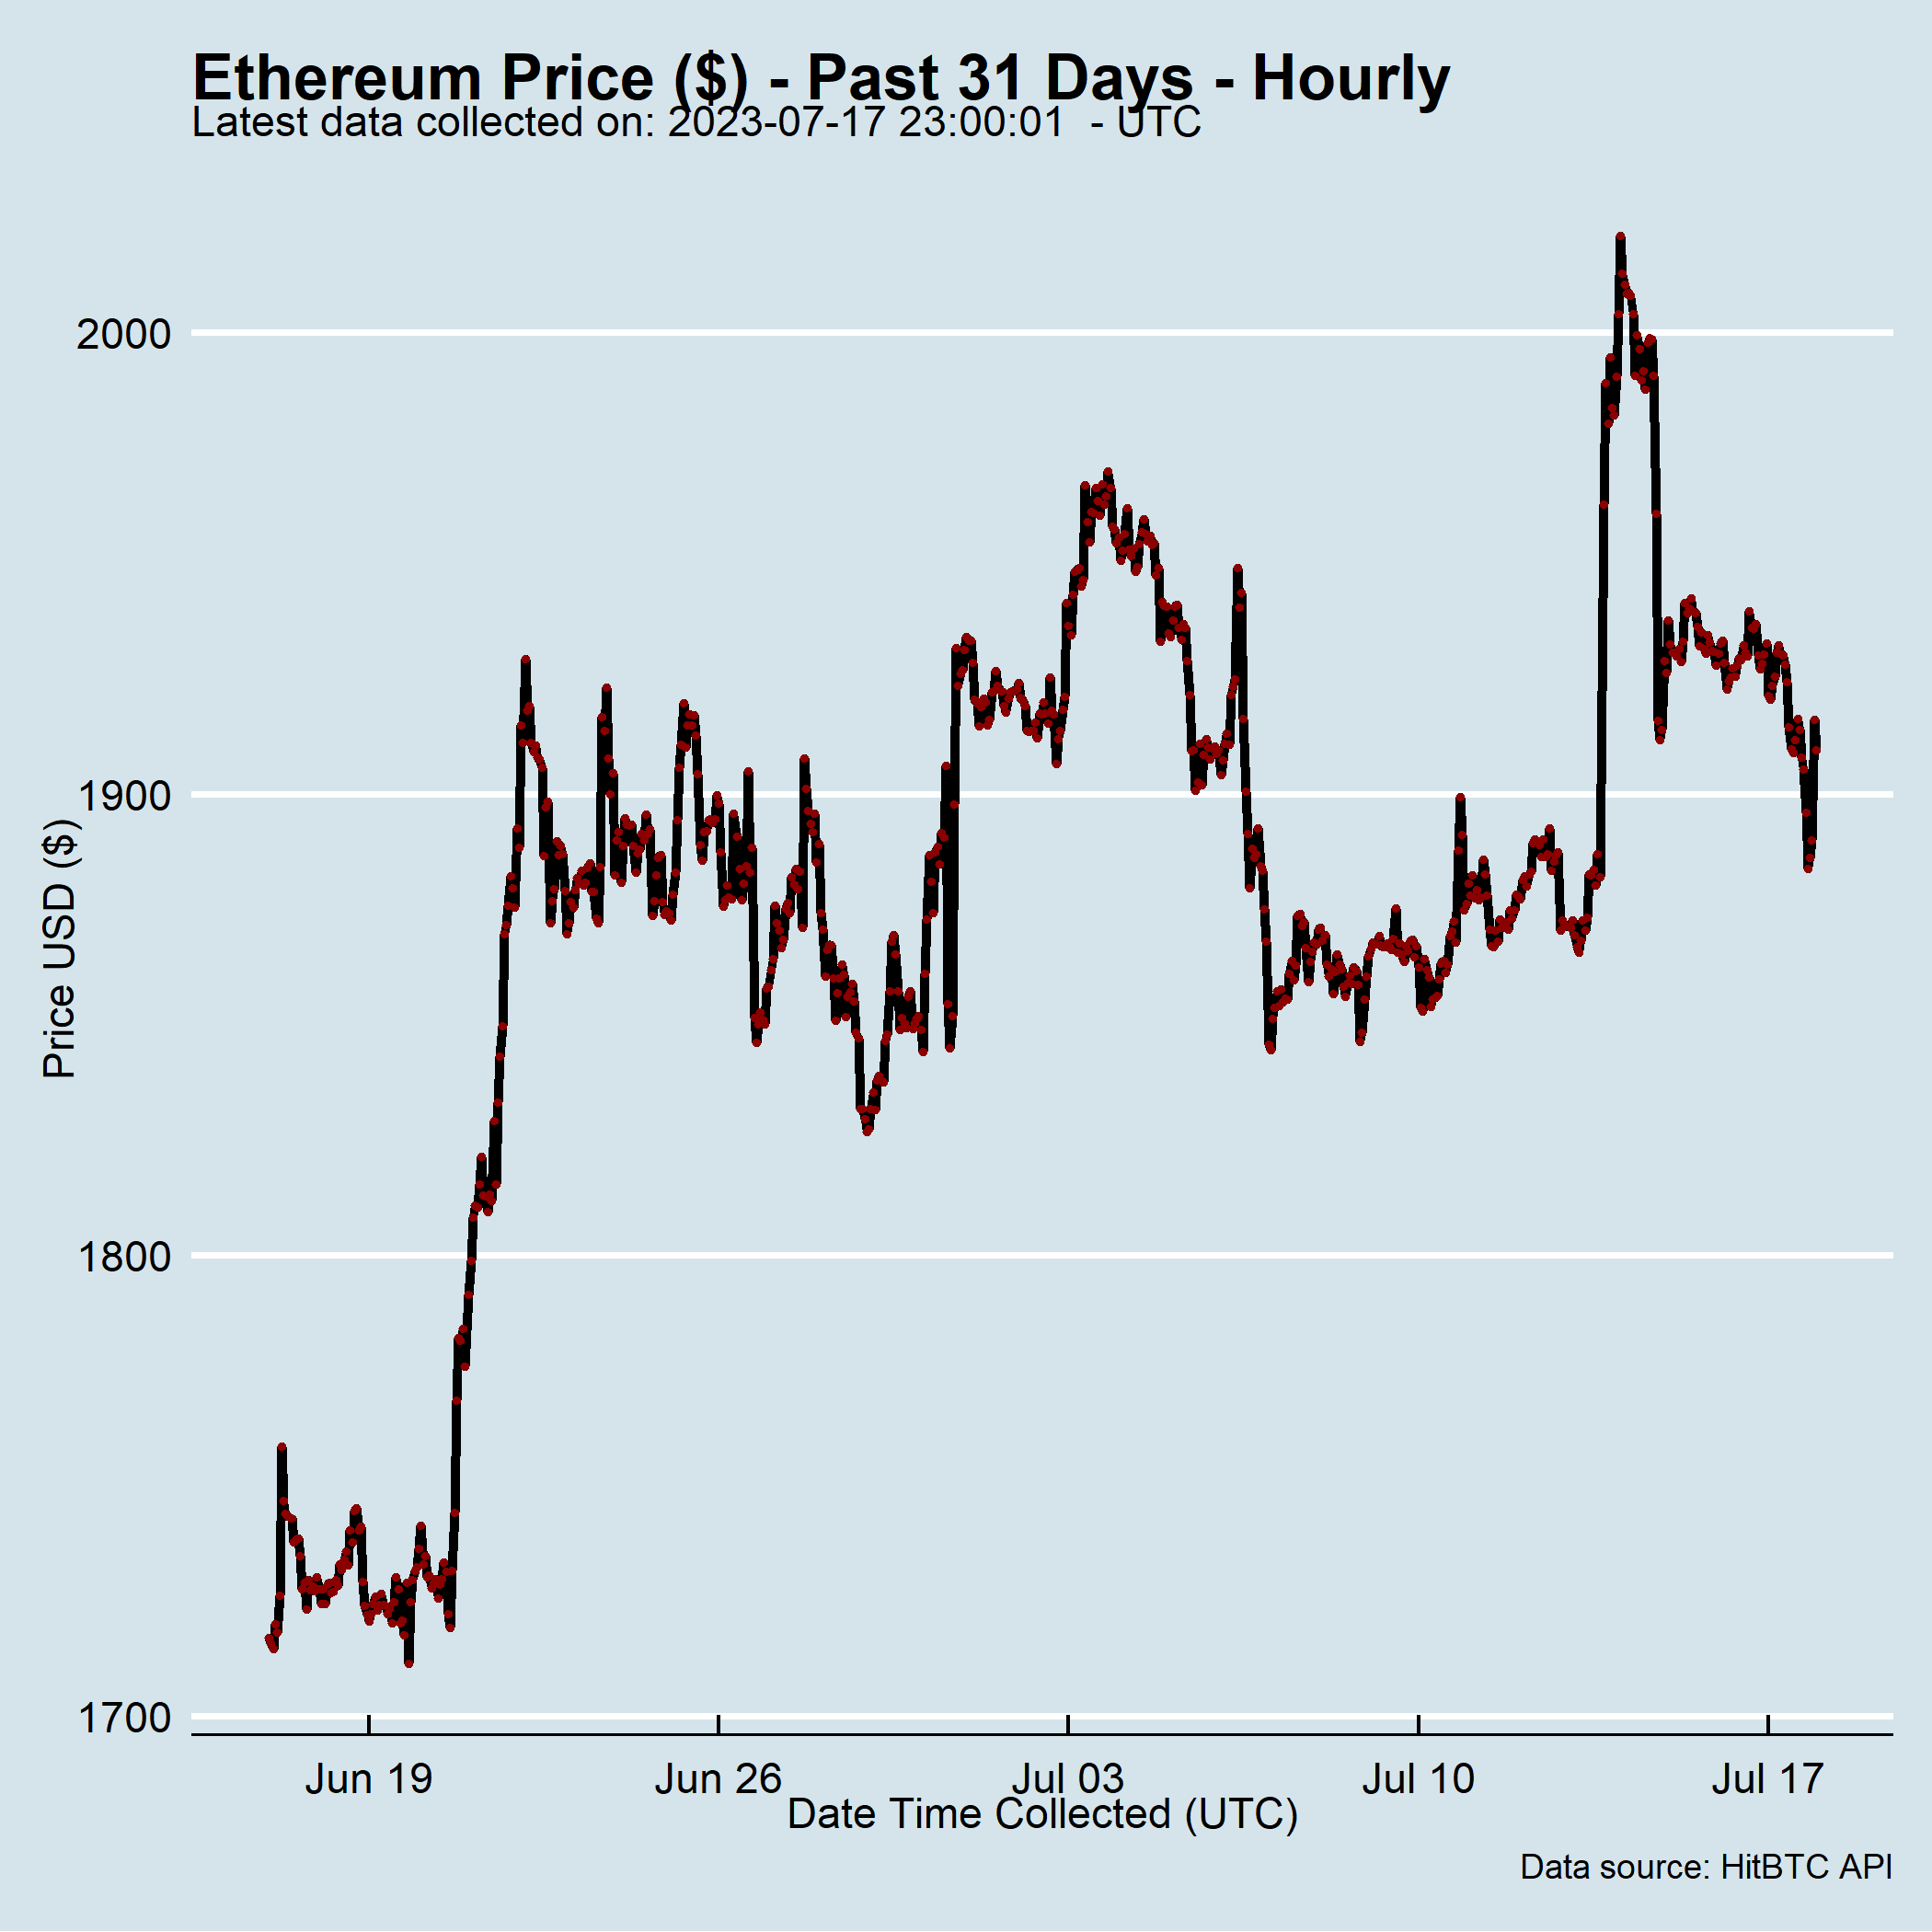 Ethereum Price ($) - Past 31 Days - Hourly
Latest data collected on: 2023-07-17 23:00:01  - UTC
Price USD ($)
2000
1900
1800
1700
Jun 19
Jun 26
Jul 03
Jul 10
Jul 17
Date Time Collected (UTC)
Data source: HitBTC API